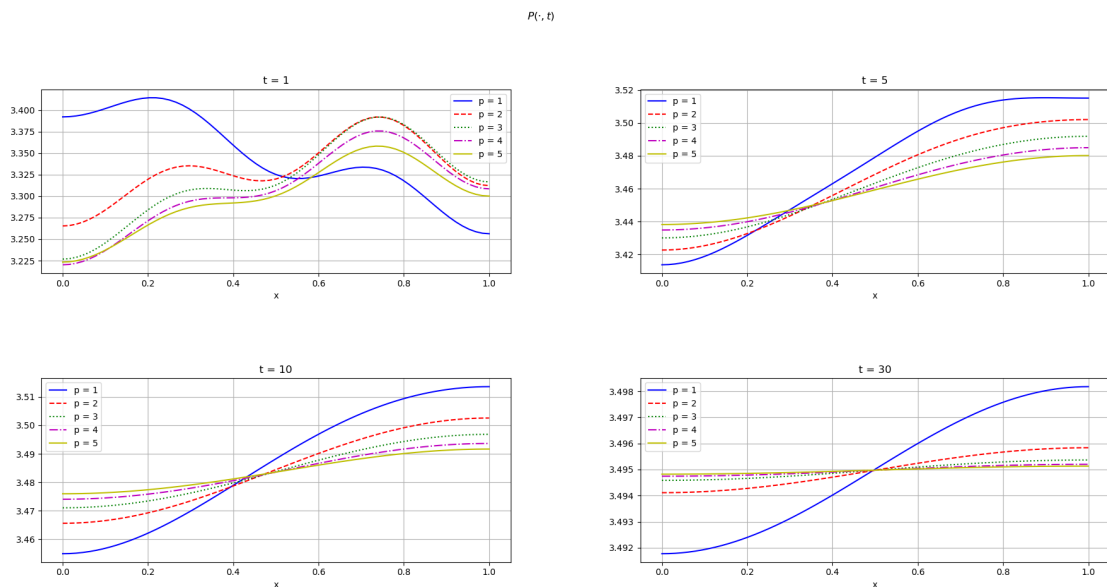 P(·, t)
t = 1
3.400
3.375
3.350
3.325
3.300
3.275
3.250
3.225
p = 1
p = 2
p = 3
p = 4
p = 5
0.0 0.2 0.4 0.6 0.8 1.0
x
t = 5
3.52
3.50
3.48
3.46
3.44
3.42
p = 1
p = 2
p = 3
p = 4
p = 5
0.0 0.2 0.4 0.6 0.8 1.0
x
t = 10
3.51
3.50
3.49
3.48
3.47
3.46
p = 1
p = 2
p = 3
p = 4
p = 5
0.0 0.2 0.4 0.6 0.8 1.0
x
t = 30
3.498
3.497
3.496
3.495
3.494
3.493
3.492
p = 1
p = 2
p = 3
p = 4
p = 5
0.0 0.2 0.4 0.6 0.8 1.0
x